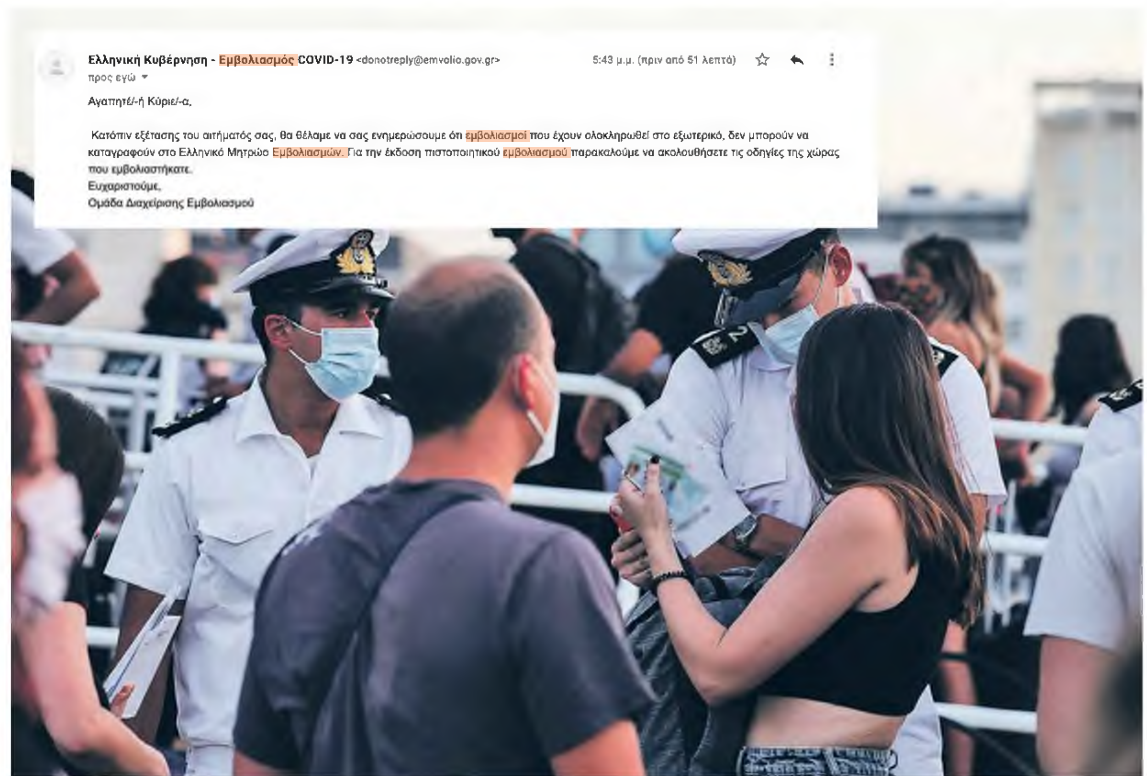 Ελληνική Κυβέρνηση - Εμβολιασμός COVID-19 <donotreply@emvolio.gov.gr> 5:43 μ.μ. (πριν από 51 λεπτά)
προς εγώ
Αγαπητέ/-ή Κύριε/-α,
Κατόπιν εξέτασης του αιτήματός σας, θα θέλαμε να σας ενημερώσουμε ότι εμβολιασμοί που έχουν ολοκληρωθεί στο εξωτερικό, δεν μπορούν να
καταγραφούν στο Ελληνικό Μητρώο Εμβολιασμών. Για την έκδοση πιστοποιητικού εμβολιασμού παρακαλούμε να ακολουθήσετε τις οδηγίες της χώρας
που εμβολιαστήκατε.
Ευχαριστούμε,
Ομάδα Διαχείρισης Εμβολιασμού
2